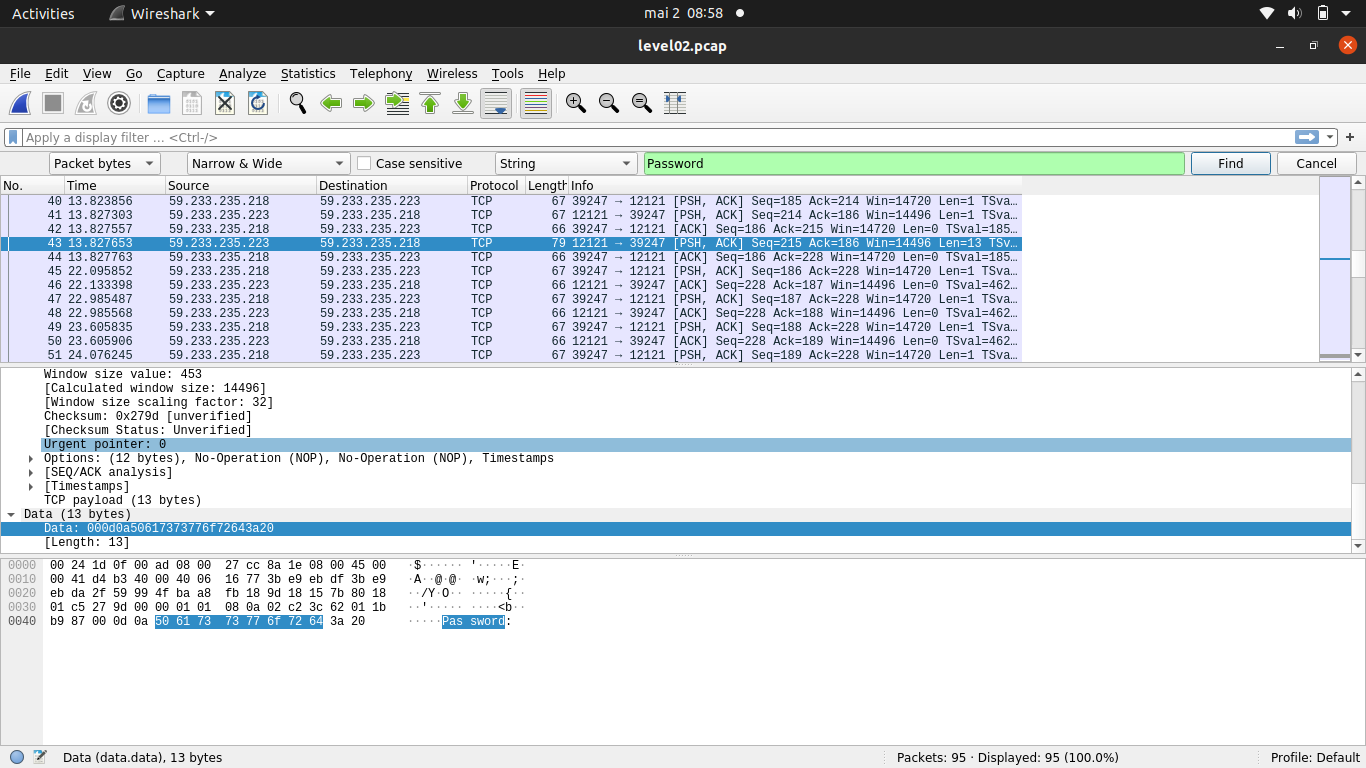 Activities Wireshark mai 2 08:58
level02.pcap
File Edit View Go Capture Analyze Statistics Telephony Wireless Tools Help
Apply a display filter ... <Ctrl-/> +
Packet bytes Narrow & Wide Case sensitive String Password Find Cancel
No. Time Source Destination Protocol Length Info
40 13.823856 59.233.235.218 59.233.235.223 TCP 67 39247 → 12121 [PSH, ACK] Seq=185 Ack=214 Win=14720 Len=1 TSva…
41 13.827303 59.233.235.223 59.233.235.218 TCP 67 12121 → 39247 [PSH, ACK] Seq=214 Ack=186 Win=14496 Len=1 TSva…
42 13.827557 59.233.235.218 59.233.235.223 TCP 66 39247 → 12121 [ACK] Seq=186 Ack=215 Win=14720 Len=0 TSval=185…
43 13.827653 59.233.235.223 59.233.235.218 TCP 79 12121 → 39247 [PSH, ACK] Seq=215 Ack=186 Win=14496 Len=13 TSv…
44 13.827763 59.233.235.218 59.233.235.223 TCP 66 39247 → 12121 [ACK] Seq=186 Ack=228 Win=14720 Len=0 TSval=185…
45 22.095852 59.233.235.218 59.233.235.223 TCP 67 39247 → 12121 [PSH, ACK] Seq=186 Ack=228 Win=14720 Len=1 TSva…
46 22.133398 59.233.235.223 59.233.235.218 TCP 66 12121 → 39247 [ACK] Seq=228 Ack=187 Win=14496 Len=0 TSval=462…
47 22.985487 59.233.235.218 59.233.235.223 TCP 67 39247 → 12121 [PSH, ACK] Seq=187 Ack=228 Win=14720 Len=1 TSva…
48 22.985568 59.233.235.223 59.233.235.218 TCP 66 12121 → 39247 [ACK] Seq=228 Ack=188 Win=14496 Len=0 TSval=462…
49 23.605835 59.233.235.218 59.233.235.223 TCP 67 39247 → 12121 [PSH, ACK] Seq=188 Ack=228 Win=14720 Len=1 TSva…
50 23.605906 59.233.235.223 59.233.235.218 TCP 66 12121 → 39247 [ACK] Seq=228 Ack=189 Win=14496 Len=0 TSval=462…
51 24.076245 59.233.235.218 59.233.235.223 TCP 67 39247 → 12121 [PSH, ACK] Seq=189 Ack=228 Win=14720 Len=1 TSva…
Window size value: 453
[Calculated window size: 14496]
[Window size scaling factor: 32]
Checksum: 0x279d [unverified]
[Checksum Status: Unverified]
Urgent pointer: 0
Options: (12 bytes), No-Operation (NOP), No-Operation (NOP), Timestamps
[SEQ/ACK analysis]
[Timestamps]
TCP payload (13 bytes)
Data (13 bytes)
Data: 000d0a50617373776f72643a20
[Length: 13]
0000 00 24 1d 0f 00 ad 08 00 27 cc 8a 1e 08 00 45 00 ·$······ '·····E·
0010 00 41 d4 b3 40 00 40 06 16 77 3b e9 eb df 3b e9 ·A··@·@· ·w;···;·
0020 eb da 2f 59 99 4f ba a8 fb 18 9d 18 15 7b 80 18 ··/Y·O·· ·····{··
0030 01 c5 27 9d 00 00 01 01 08 0a 02 c2 3c 62 01 1b ··'····· ····<b··
0040 b9 87 00 0d 0a 50 61 73 73 77 6f 72 64 3a 20 ·····Pas sword:
Data (data.data), 13 bytes Packets: 95 · Displayed: 95 (100.0%) Profile: Default